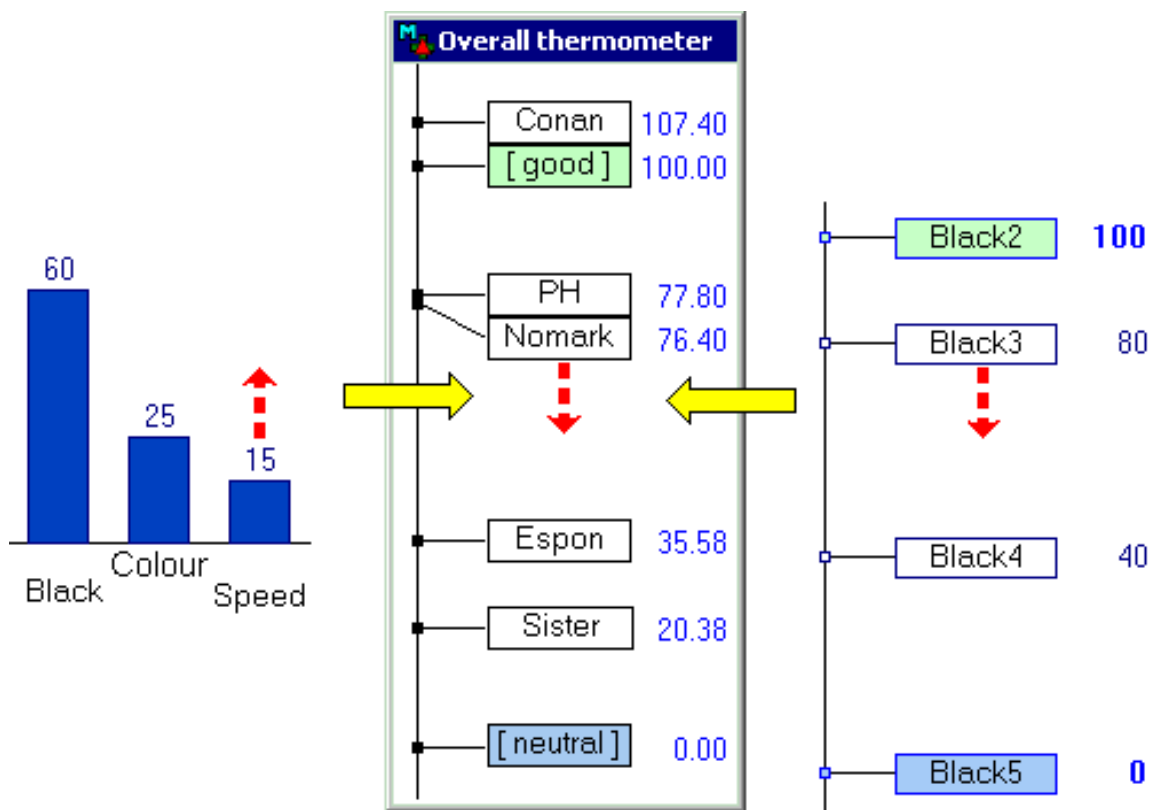 M Overall thermometer
Conan 107.40
[ good ] 100.00
PH 77.80
Nomark 76.40
Espon 35.58
Sister 20.38
[ neutral ] 0.00
60
25
15
Black
Colour
Speed
Black2 100
Black3 80
Black4 40
Black5 0